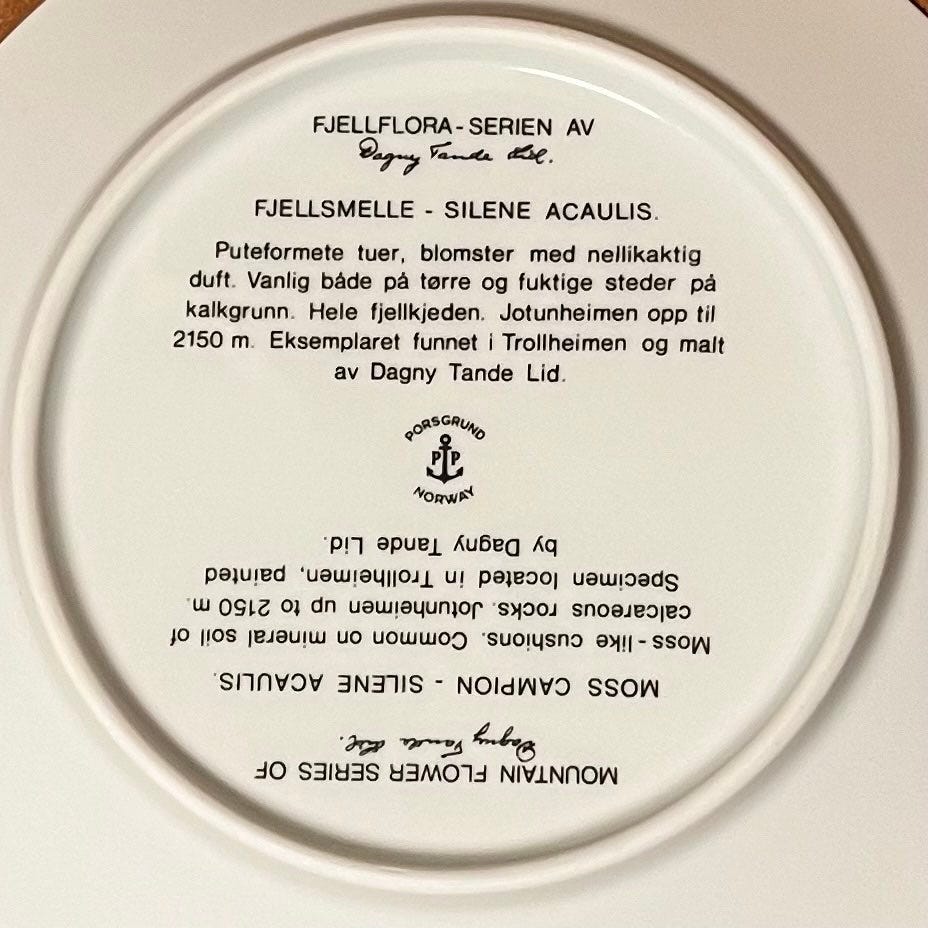 FJELLFLORA-SERIEN AV
Dagny Tande Lid.
FJELLSMELLE - SILENE ACAULIS.
Puteformete tuer, blomster med nellikaktig
duft. Vanlig både på tørre og fuktige steder på
kalkgrunn. Hele fjellkjeden. Jotunheimen opp til
2150 m. Eksemplaret funnet i Trollheimen og malt
av Dagny Tande Lid.
PORSGRUND
PP
NORWAY
MOUNTAIN FLOWER SERIES OF
Dagny Tande Lid.
MOSS CAMPION - SILENE ACAULIS.
Moss-like cushions. Common on mineral soil of
calcareous rocks. Jotunheimen up to 2150 m.
Specimen located in Trollheimen, painted
by Dagny Tande Lid.